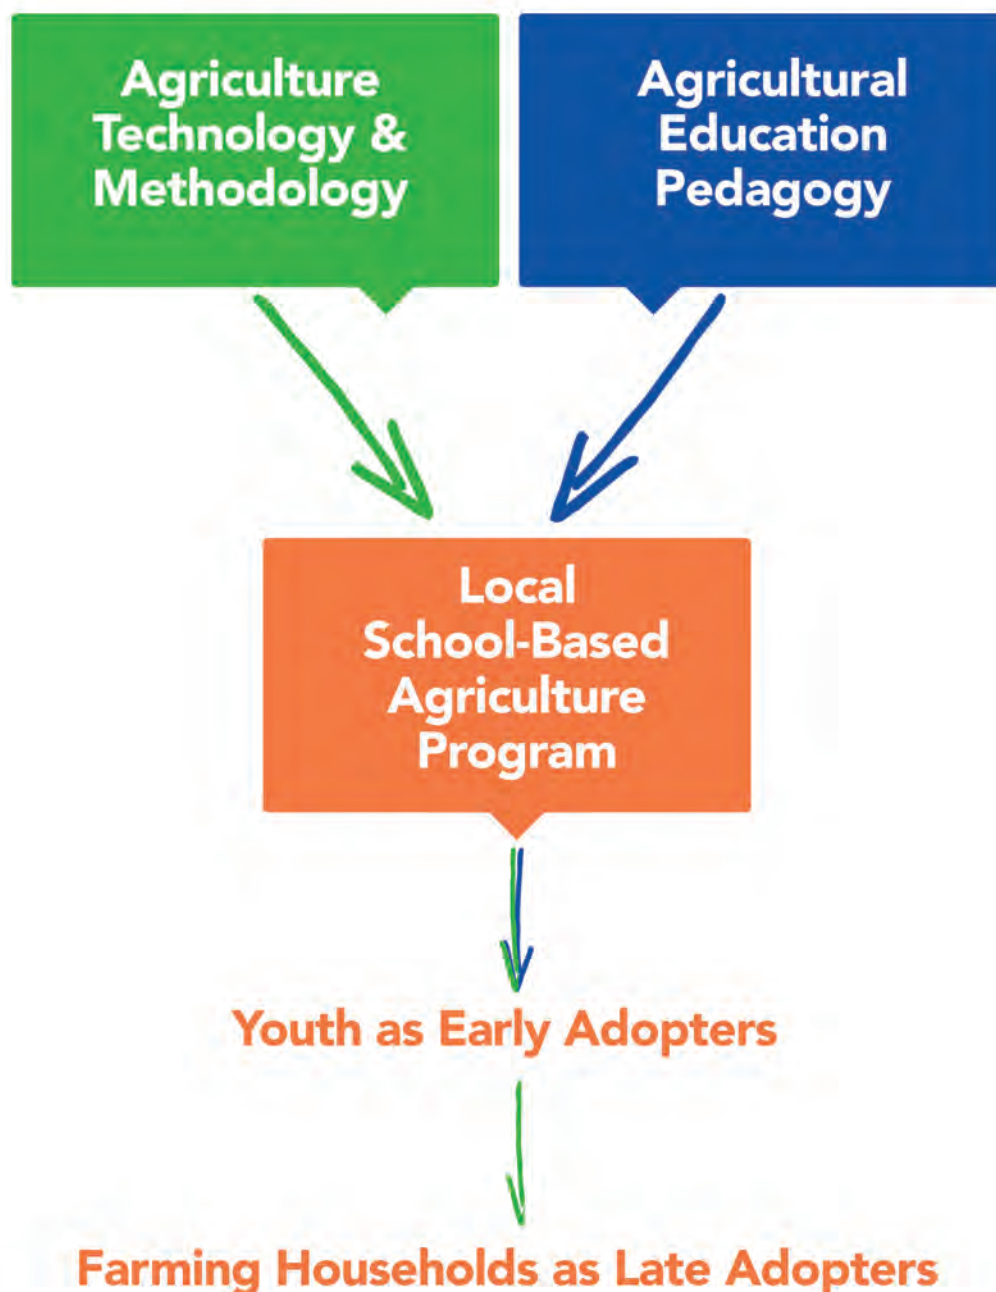 Agriculture
Technology &
Methodology
Agricultural
Education
Pedagogy
Local
School-Based
Agriculture
Program
Youth as Early Adopters
Farming Households as Late Adopters